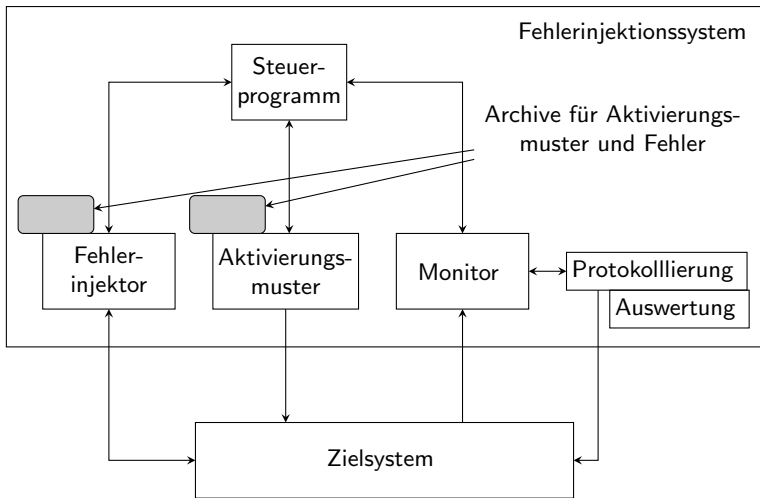 Fehlerinjektionssystem
Steuer-
programm
Archive für Aktivierungs-
muster und Fehler
Fehler-
injektor
Aktivierungs-
muster
Monitor
Protokolllierung
Auswertung
Zielsystem